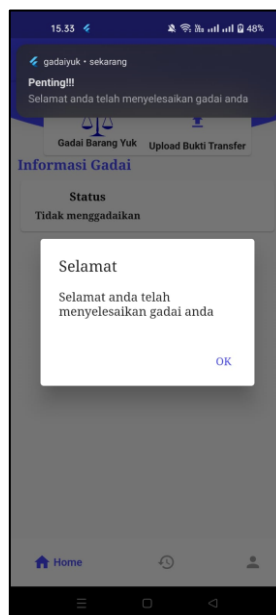 15.33
48%
gadaiyuk • sekarang
Penting!!!
Selamat anda telah menyelesaikan gadai anda
Gadai Barang Yuk
Upload Bukti Transfer
Informasi Gadai
Status
Tidak menggadaikan
Selamat
Selamat anda telah
menyelesaikan gadai anda
OK
Home